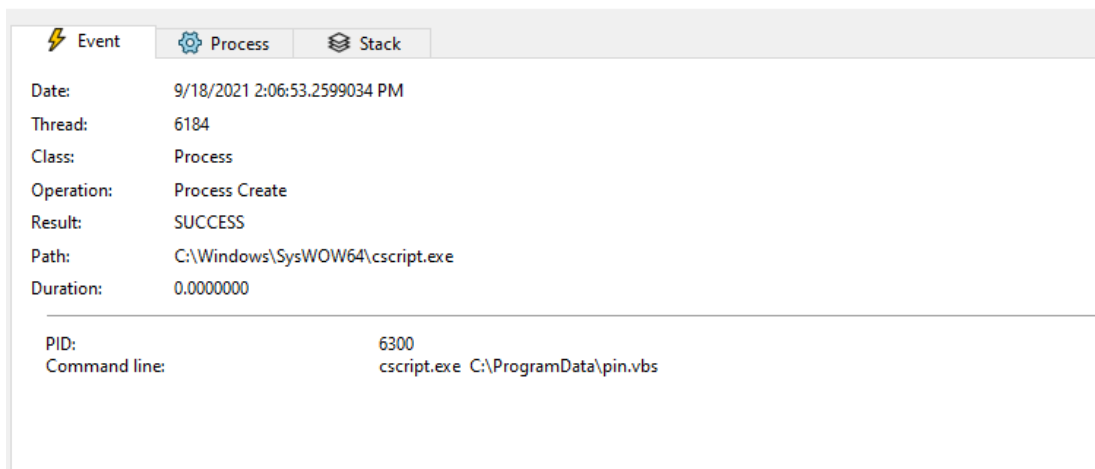 Event Process Stack
Date: 9/18/2021 2:06:53.2599034 PM
Thread: 6184
Class: Process
Operation: Process Create
Result: SUCCESS
Path: C:\Windows\SysWOW64\cscript.exe
Duration: 0.0000000
PID: 6300
Command line: cscript.exe  C:\ProgramData\pin.vbs